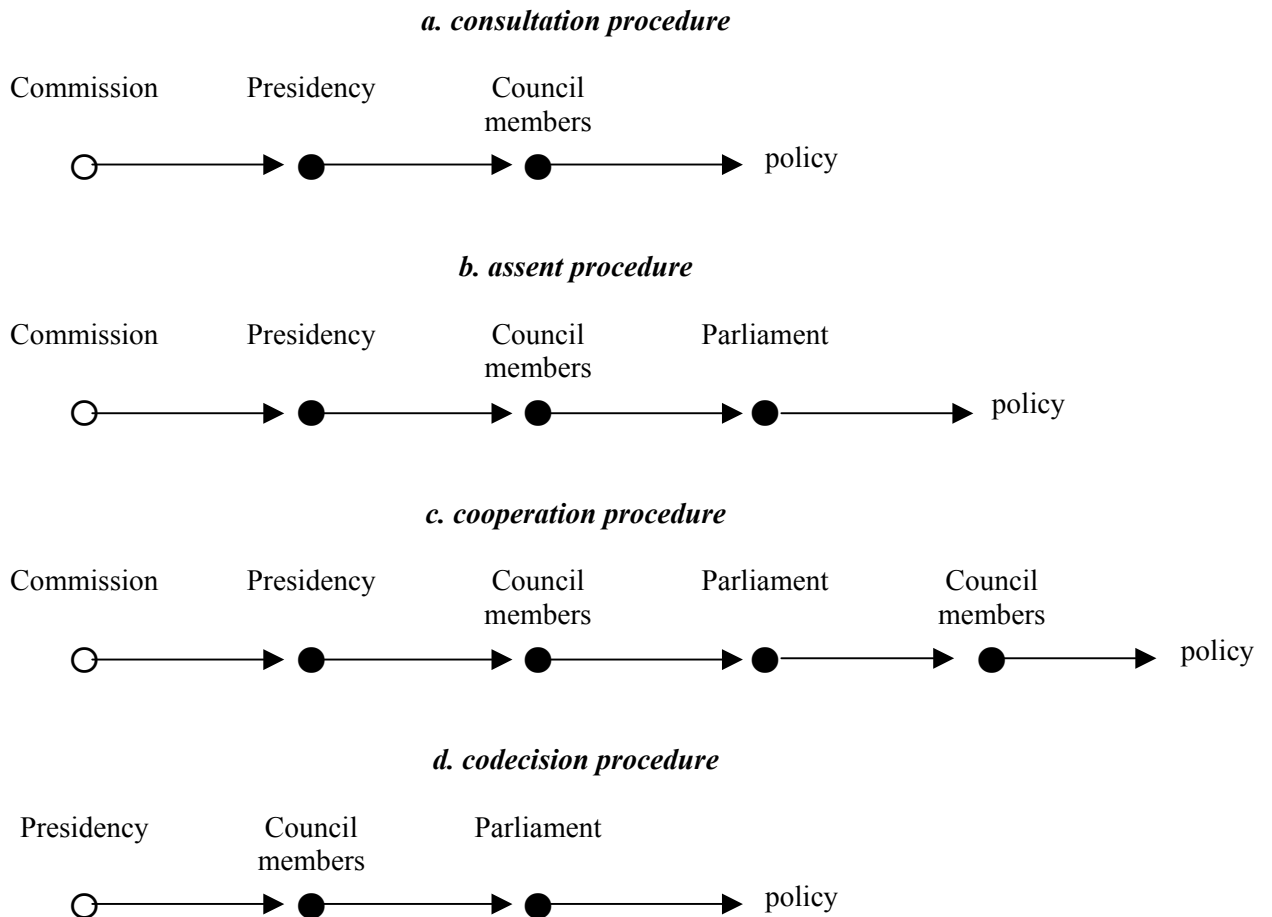 a. consultation procedure
Commission Presidency Council
members
policy
b. assent procedure
Commission Presidency Council Parliament
members
policy
c. cooperation procedure
Commission Presidency Council Parliament Council
members members
policy
d. codecision procedure
Presidency Council Parliament
members
policy